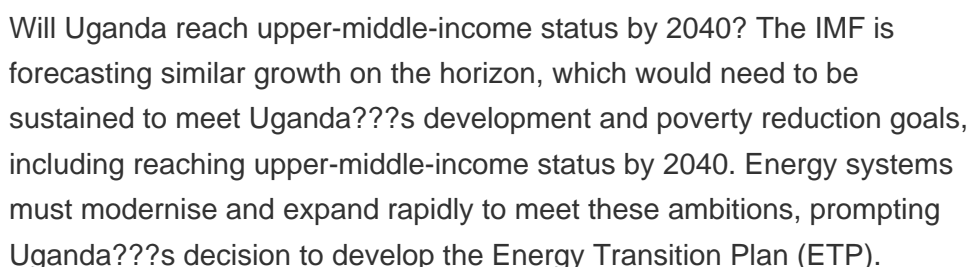 Will Uganda reach upper-middle-income status by 2040? The IMF is
forecasting similar growth on the horizon, which would need to be
sustained to meet Uganda???s development and poverty reduction goals,
including reaching upper-middle-income status by 2040. Energy systems
must modernise and expand rapidly to meet these ambitions, prompting
Uganda???s decision to develop the Energy Transition Plan (ETP).